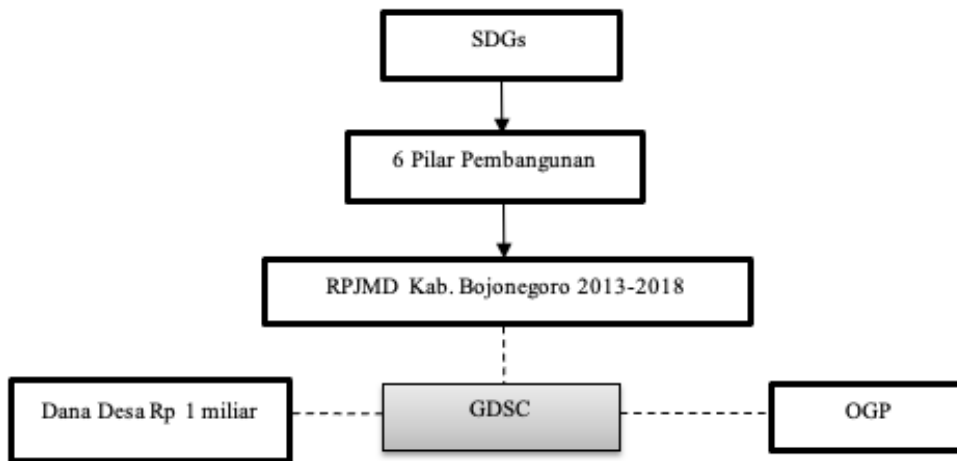 SDGs
6 Pilar Pembangunan
RPJMD Kab. Bojonegoro 2013-2018
Dana Desa Rp 1 miliar
GDSC
OGP